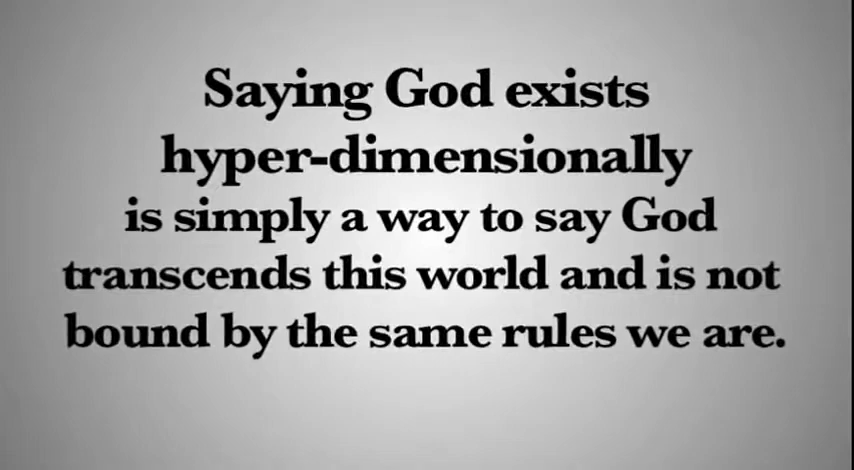 Saying God exists
hyper-dimensionally
is simply a way to say God
transcends this world and is not
bound by the same rules we are.